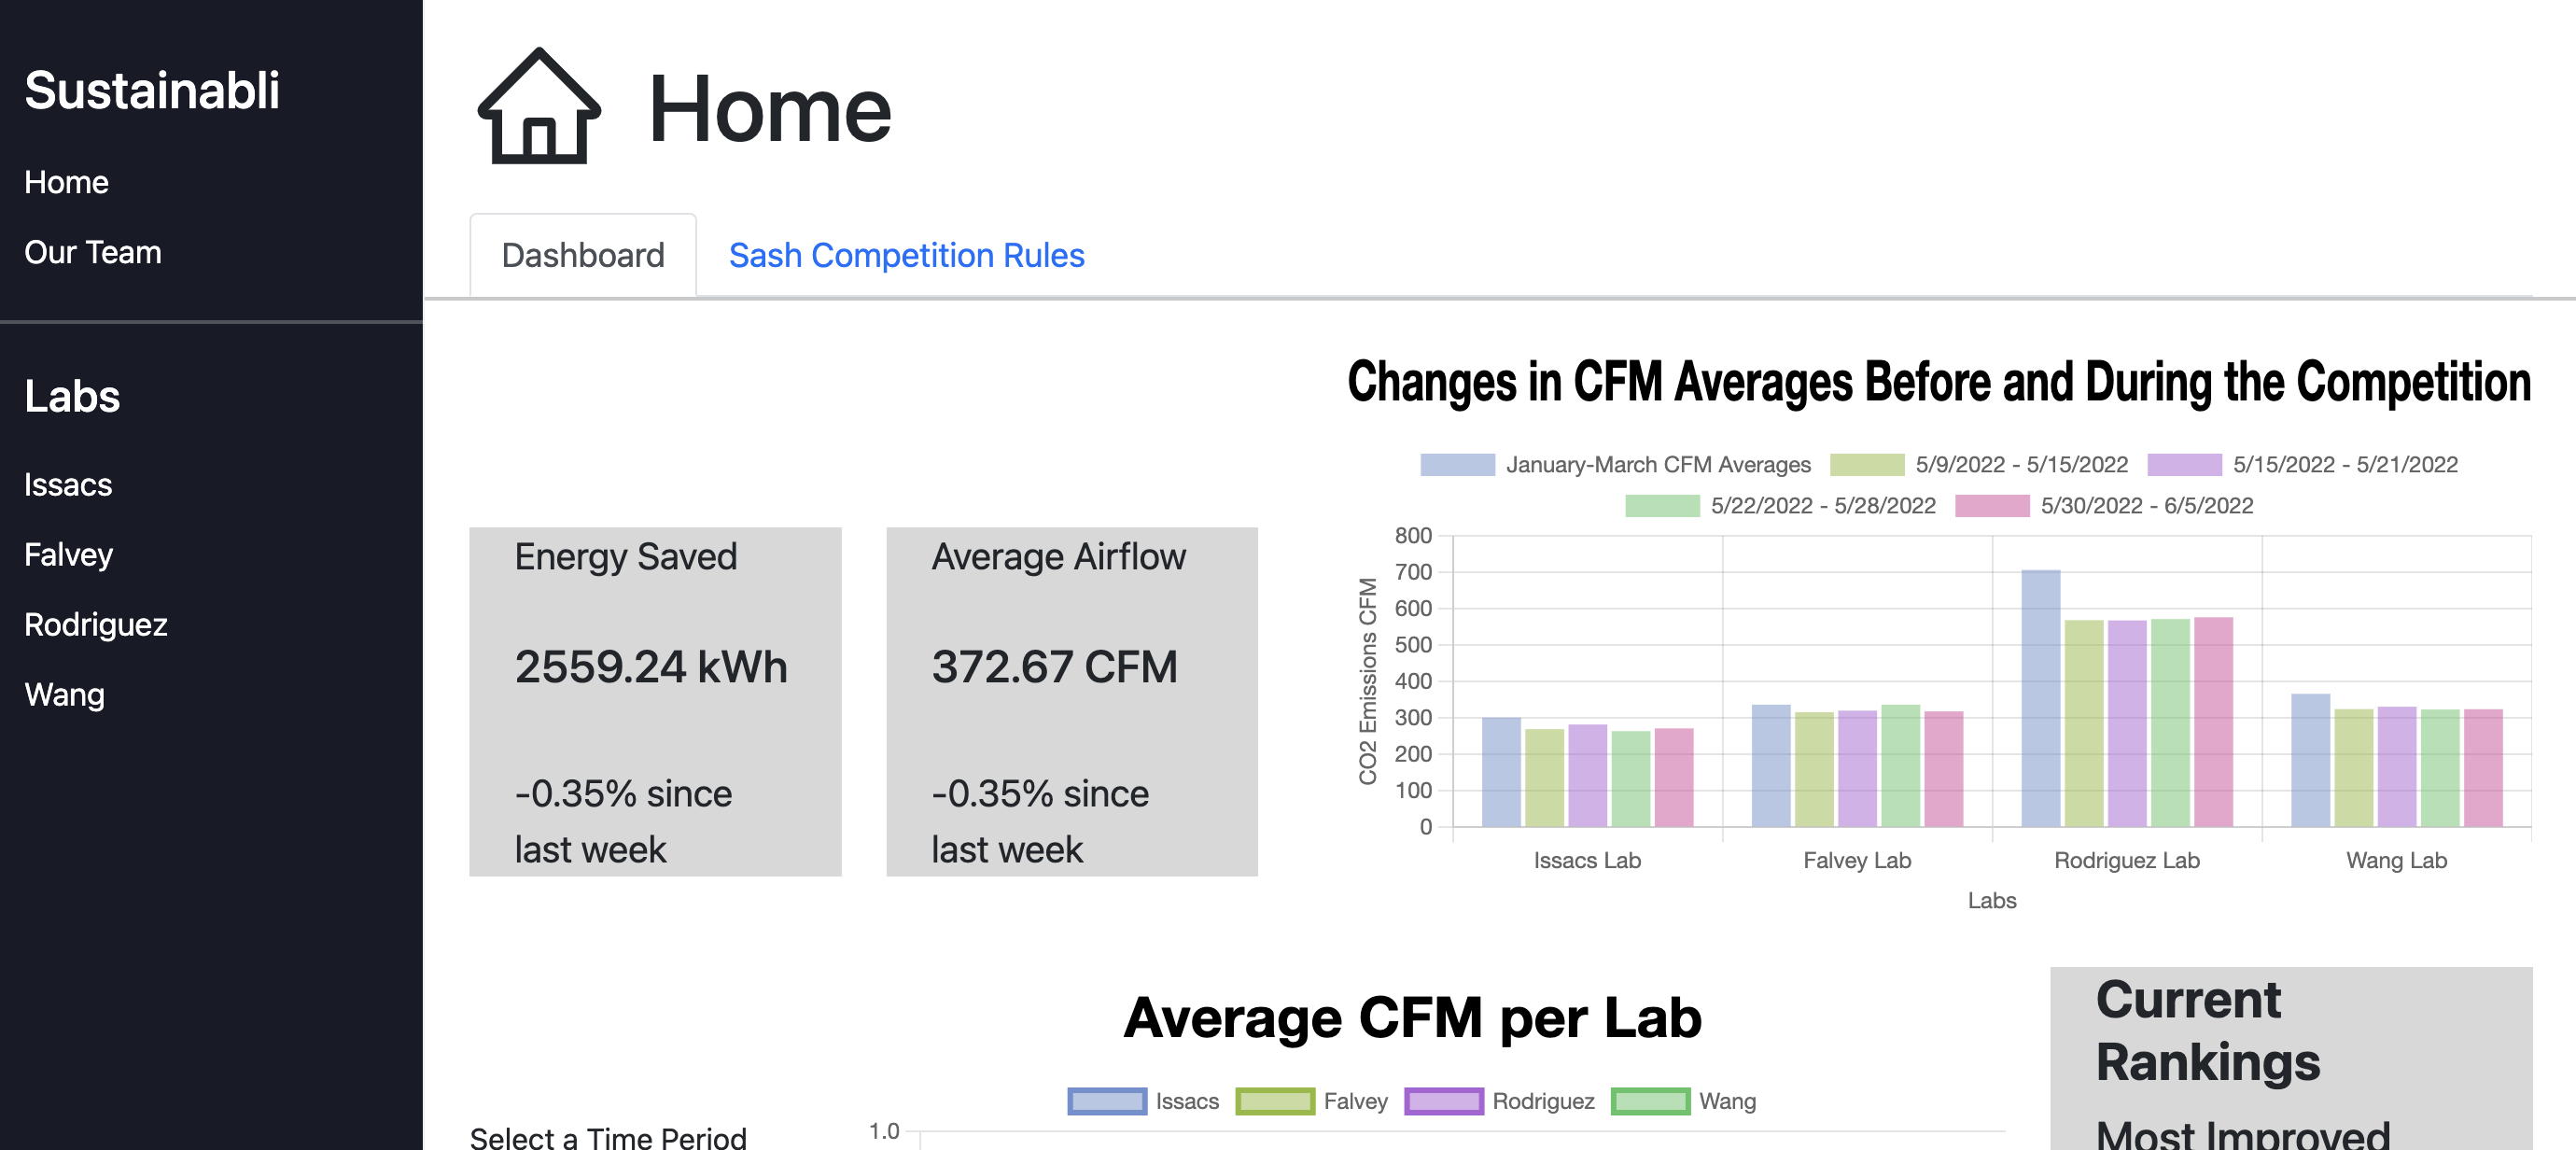 Sustainabli
Home
Our Team
Labs
Issacs
Falvey
Rodriguez
Wang
Home
Dashboard
Sash Competition Rules
Energy Saved
2559.24 kWh
-0.35% since
last week
Average Airflow
372.67 CFM
-0.35% since
last week
Changes in CFM Averages Before and During the Competition
January-March CFM Averages
5/9/2022 - 5/15/2022
5/15/2022 - 5/21/2022
5/22/2022 - 5/28/2022
5/30/2022 - 6/5/2022
CO2 Emissions CFM
800
700
600
500
400
300
200
100
0
Issacs Lab
Falvey Lab
Rodriguez Lab
Wang Lab
Labs
Average CFM per Lab
Issacs
Falvey
Rodriguez
Wang
Select a Time Period
1.0
Current
Rankings
Most Improved